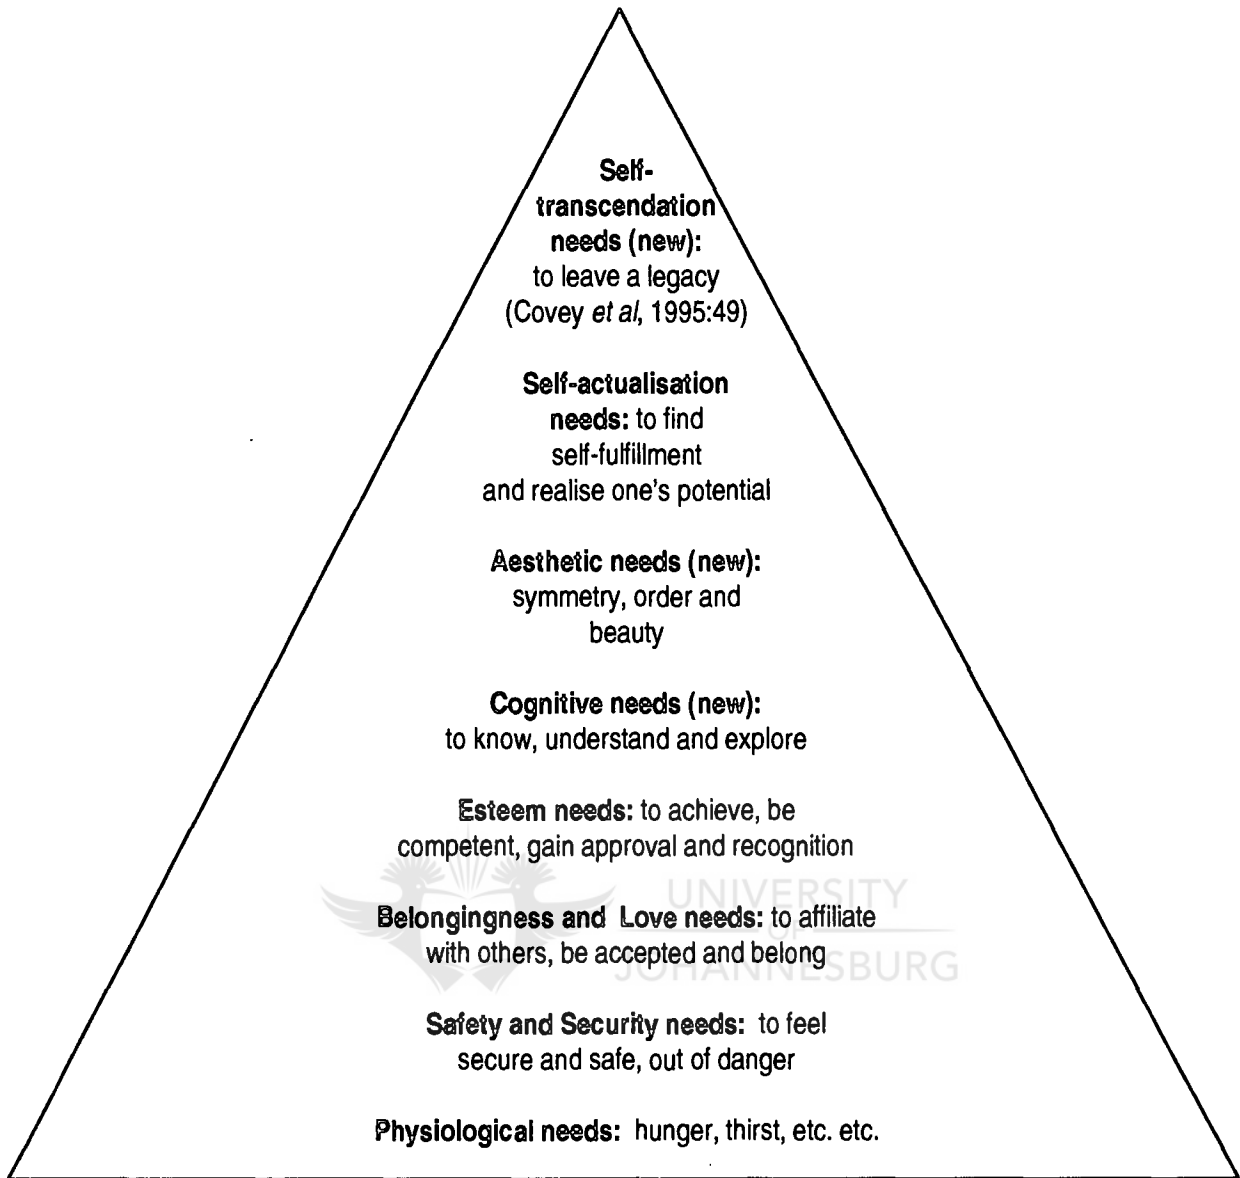 Self-
transcendation
needs (new):
to leave a legacy
(Covey et al, 1995:49)
Self-actualisation
needs: to find
self-fulfillment
and realise one's potential
Aesthetic needs (new):
symmetry, order and
beauty
Cognitive needs (new):
to know, understand and explore
Esteem needs: to achieve, be
competent, gain approval and recognition
UNIVERSITY
Belongingness and Love needs: to affiliate
OF
with others, be accepted and belong
JOHANNESBURG
Safety and Security needs: to feel
secure and safe, out of danger
Physiological needs: hunger, thirst, etc. etc.